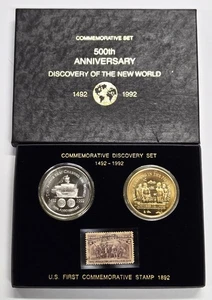 COMMEMORATIVE SET
500th
ANNIVERSARY
DISCOVERY OF THE NEW WORLD
1492 1992
COMMEMORATIVE DISCOVERY SET
1492-1992
U.S. FIRST COMMEMORATIVE STAMP 1892